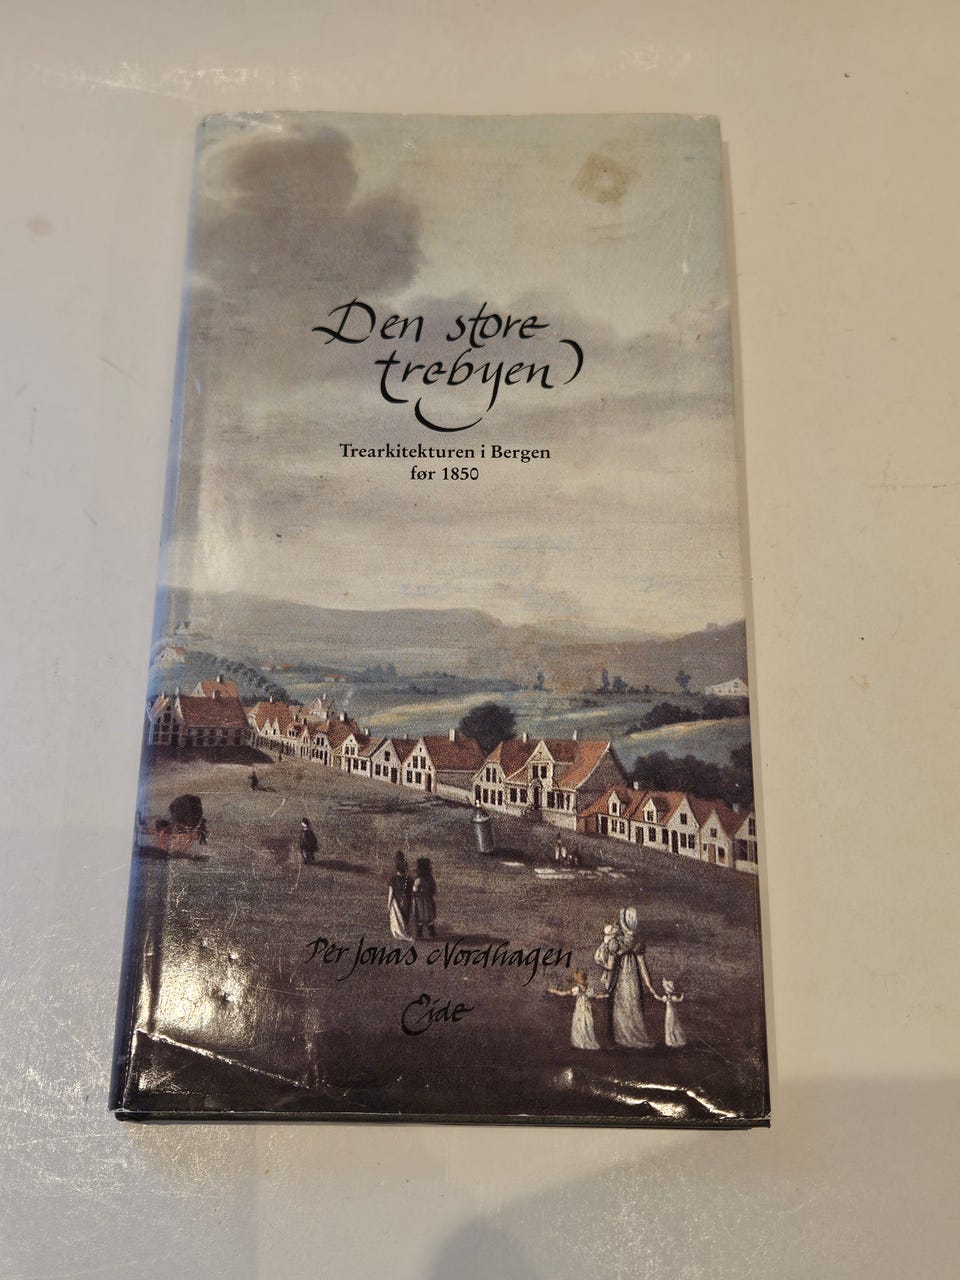 Den store
trebyen
Trearkitekturen i Bergen
før 1850
Per Jonas Nordhagen
Eide